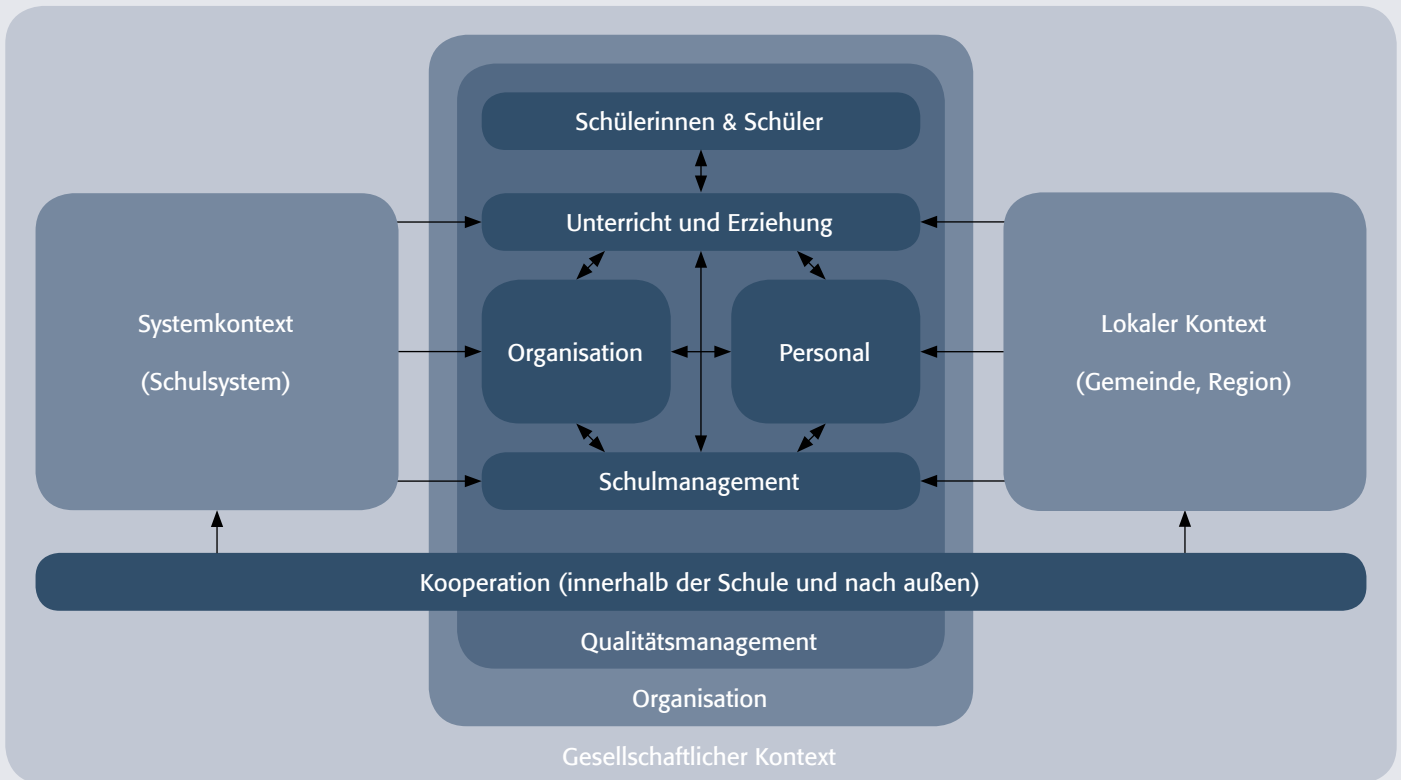 Schülerinnen & Schüler
Unterricht und Erziehung
Systemkontext
(Schulsystem)
Organisation
Personal
Lokaler Kontext
(Gemeinde, Region)
Schulmanagement
Kooperation (innerhalb der Schule und nach außen)
Qualitätsmanagement
Organisation
Gesellschaftlicher Kontext